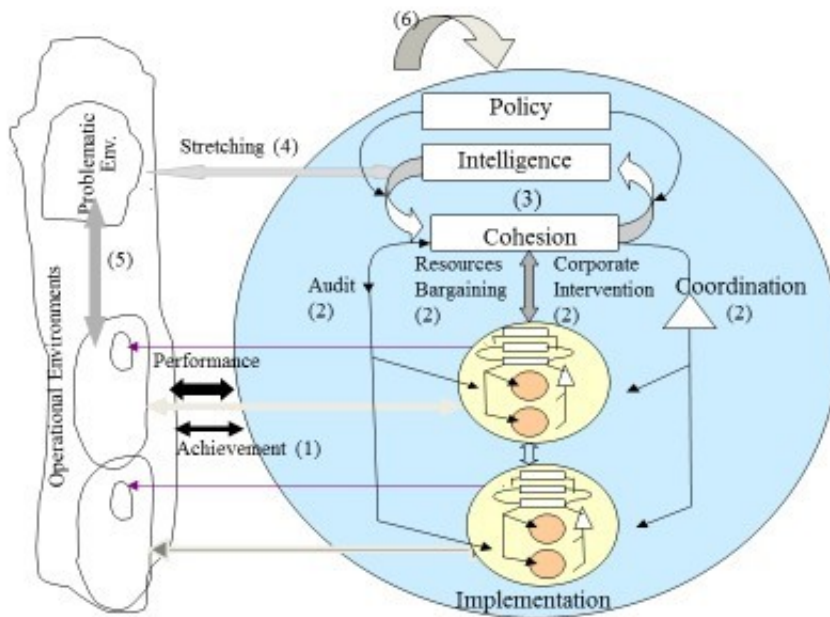 (6)
Policy
Stretching (4)
Intelligence
Problematic
Env.
(3)
Cohesion
(5)
Audit
(2)
Resources
Bargaining
(2)
Corporate
Intervention
(2)
Coordination
(2)
Operational Environments
Performance
Achievement (1)
Implementation